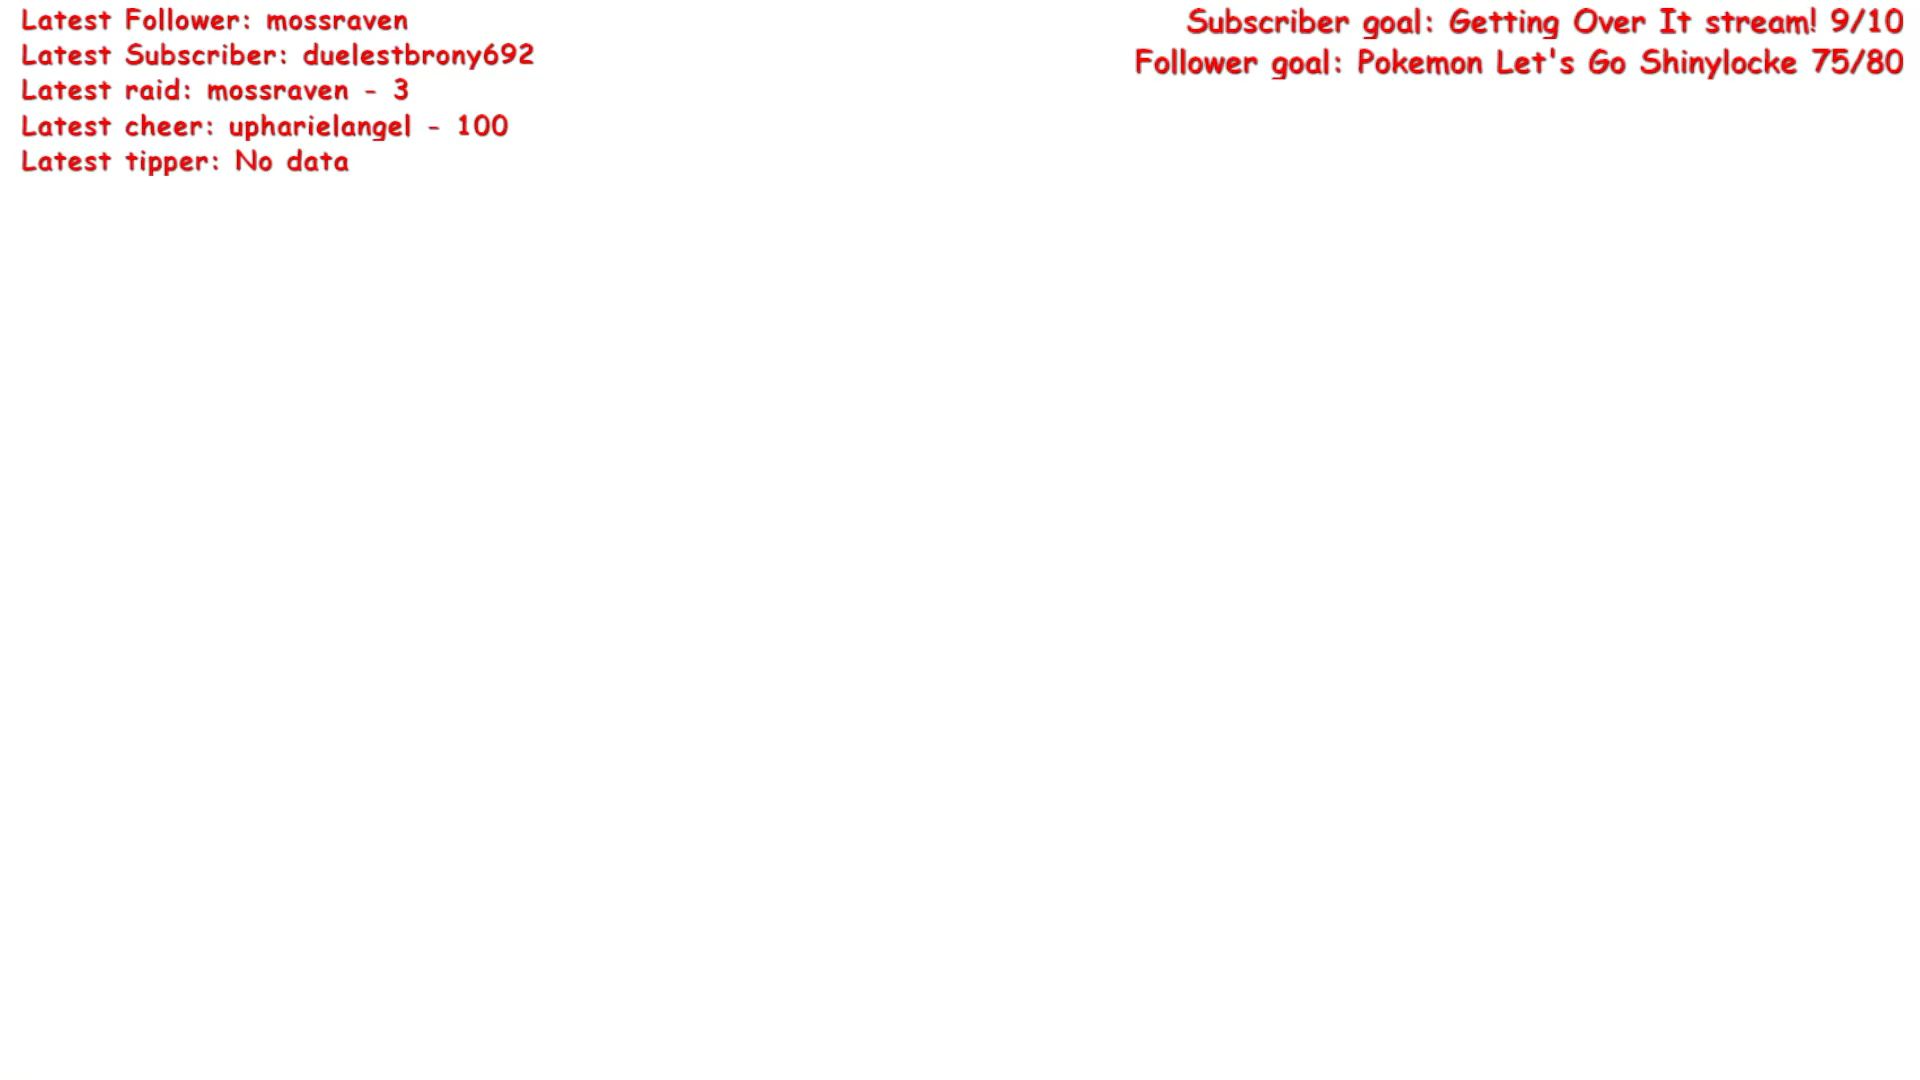 Latest Follower: mossraven
Latest Subscriber: duelestbrony692
Latest raid: mossraven - 3
Latest cheer: upharielangel - 100
Latest tipper: No data
Subscriber goal: Getting Over It stream! 9/10
Follower goal: Pokemon Let's Go Shinylocke 75/80